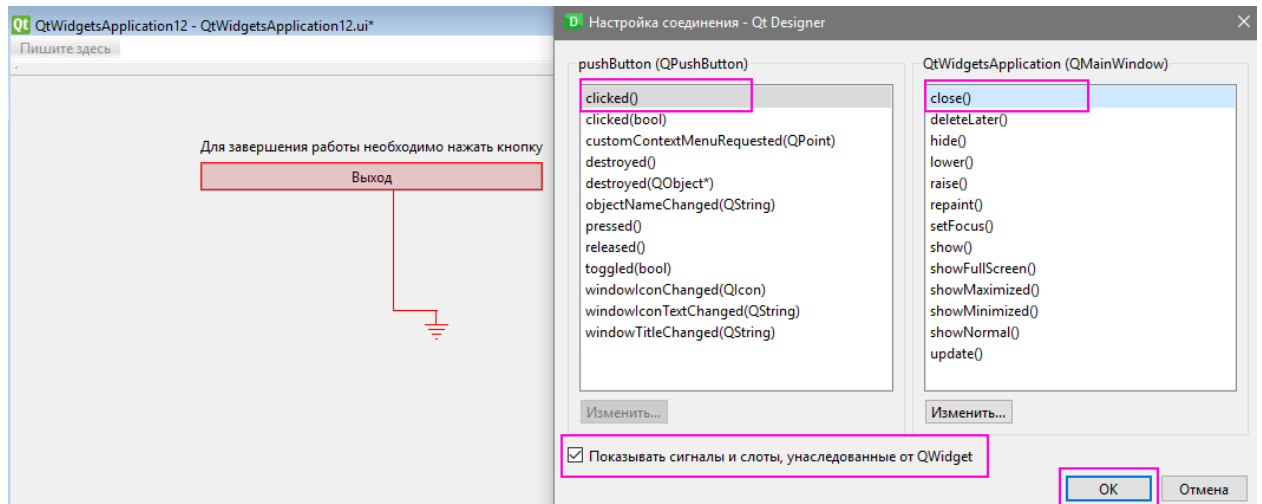 QtWidgetsApplication12 - QtWidgetsApplication12.ui*
Пишите здесь
Для завершения работы необходимо нажать кнопку
Выход
Настройка соединения - Qt Designer
pushButton (QPushButton)
clicked()
clicked(bool)
customContextMenuRequested(QPoint)
destroyed()
destroyed(QObject*)
objectNameChanged(QString)
pressed()
released()
toggled(bool)
windowIconChanged(QIcon)
windowIconTextChanged(QString)
windowTitleChanged(QString)
Изменить...
QtWidgetsApplication (QMainWindow)
close()
deleteLater()
hide()
lower()
raise()
repaint()
setFocus()
show()
showFullScreen()
showMaximized()
showMinimized()
showNormal()
update()
Изменить...
Показывать сигналы и слоты, унаследованные от QWidget
OK
Отмена